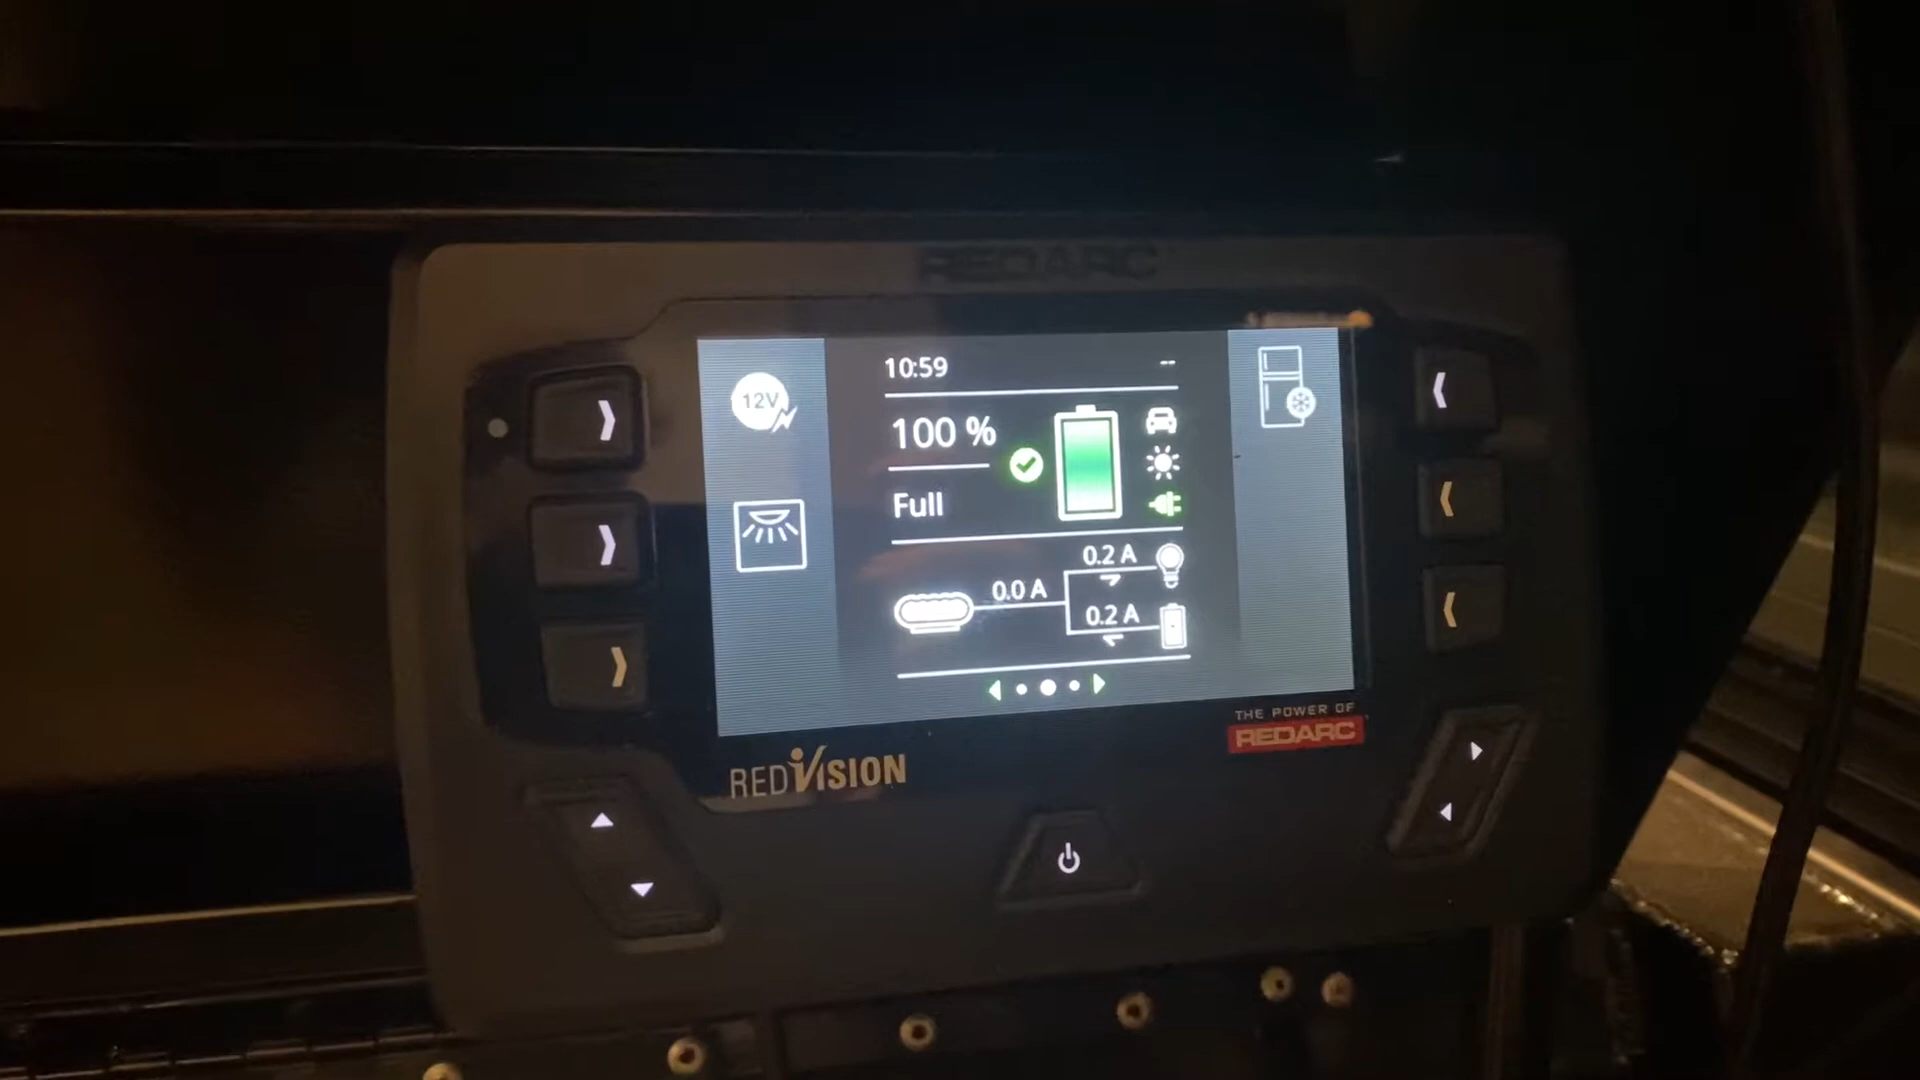 REDARC
10:59 --
12V
100 %
Full
0.2 A
0.0 A
0.2 A
THE POWER OF
REDARC
REDVISION